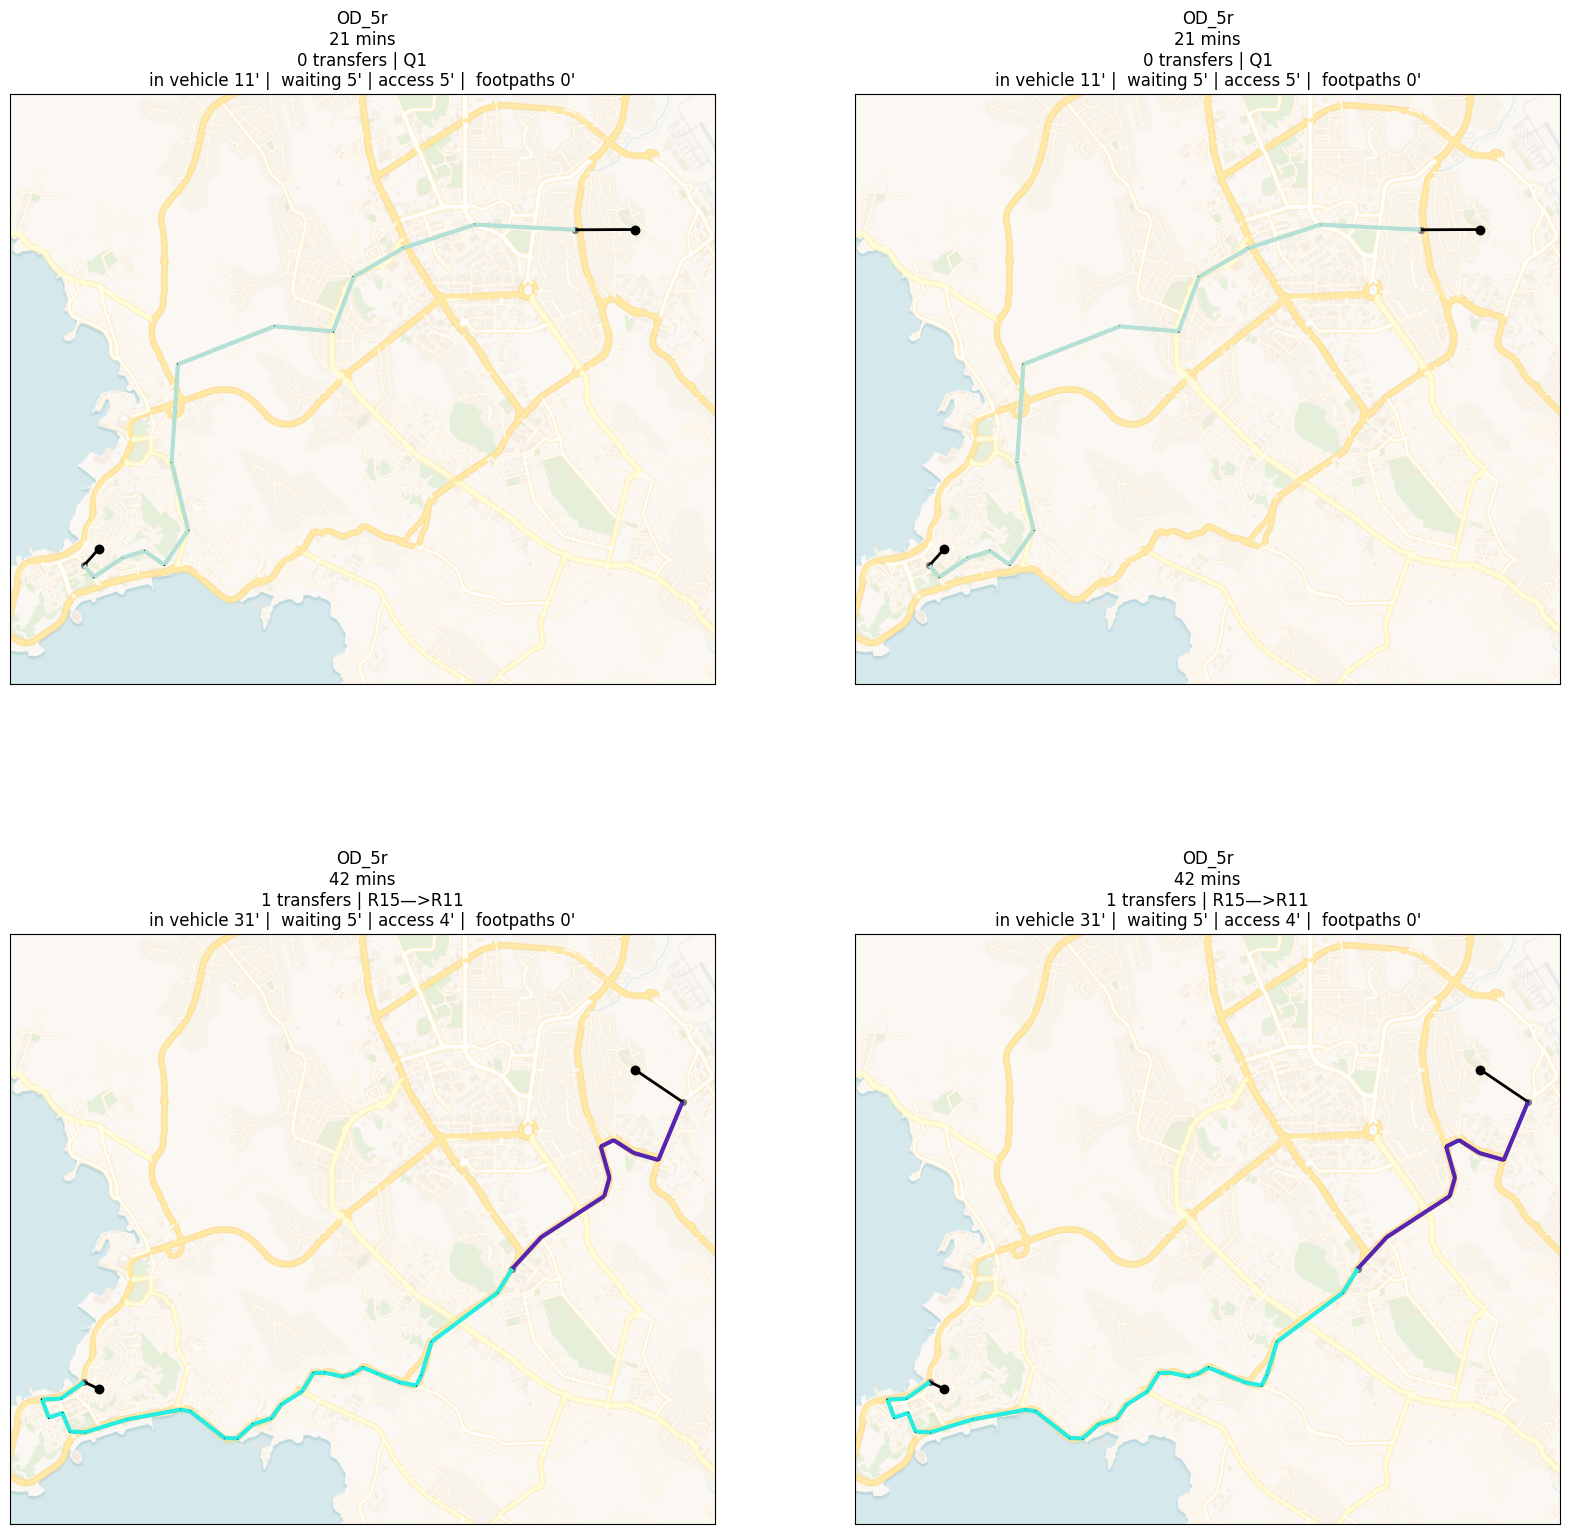 OD_5r
21 mins
0 transfers | Q1
in vehicle 11' |  waiting 5' | access 5' |  footpaths 0'
OD_5r
21 mins
0 transfers | Q1
in vehicle 11' |  waiting 5' | access 5' |  footpaths 0'
OD_5r
42 mins
1 transfers | R15—>R11
in vehicle 31' |  waiting 5' | access 4' |  footpaths 0'
OD_5r
42 mins
1 transfers | R15—>R11
in vehicle 31' |  waiting 5' | access 4' |  footpaths 0'